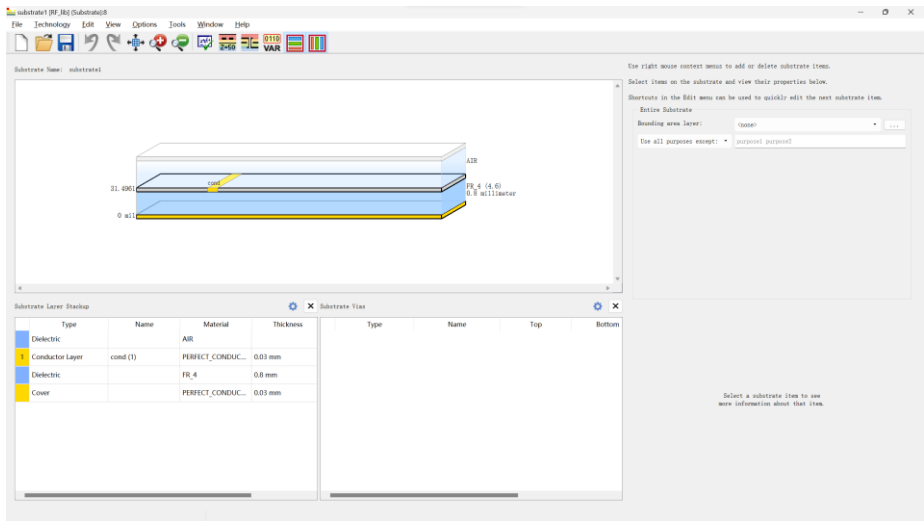 substrate1 [RF_lib] (Substrate):8
File Technology Edit View Options Tools Window Help
Z=50
0110
VAR
Substrate Name: substrate1
AIR
cond
31.4961
FR_4 (4.6)
0.8 millimeter
0 mil
Use right mouse context menus to add or delete substrate items.
Select items on the substrate and view their properties below.
Shortcuts in the Edit menu can be used to quickly edit the next substrate item.
Entire Substrate
Bounding area layer: <none> ...
Use all purposes except: purpose1 purpose2
Substrate Layer Stackup
Type Name Material Thickness
Dielectric AIR
1 Conductor Layer cond (1) PERFECT_CONDUC... 0.03 mm
Dielectric FR_4 0.8 mm
Cover PERFECT_CONDUC... 0.03 mm
Substrate Vias
Type Name Top Bottom
Select a substrate item to see
more information about that item.